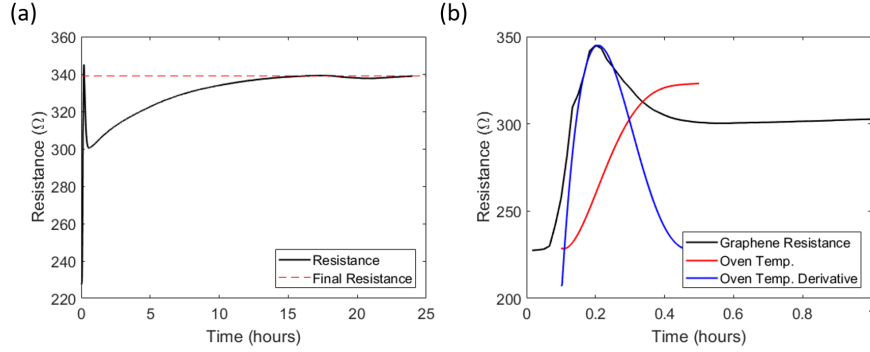 (a)
360
340
320
300
280
260
240
220
0
5
10
15
20
25
Resistance (Ω)
Time (hours)
Resistance
Final Resistance
(b)
350
300
250
200
0
0.2
0.4
0.6
0.8
1
Resistance (Ω)
Time (hours)
Graphene Resistance
Oven Temp.
Oven Temp. Derivative